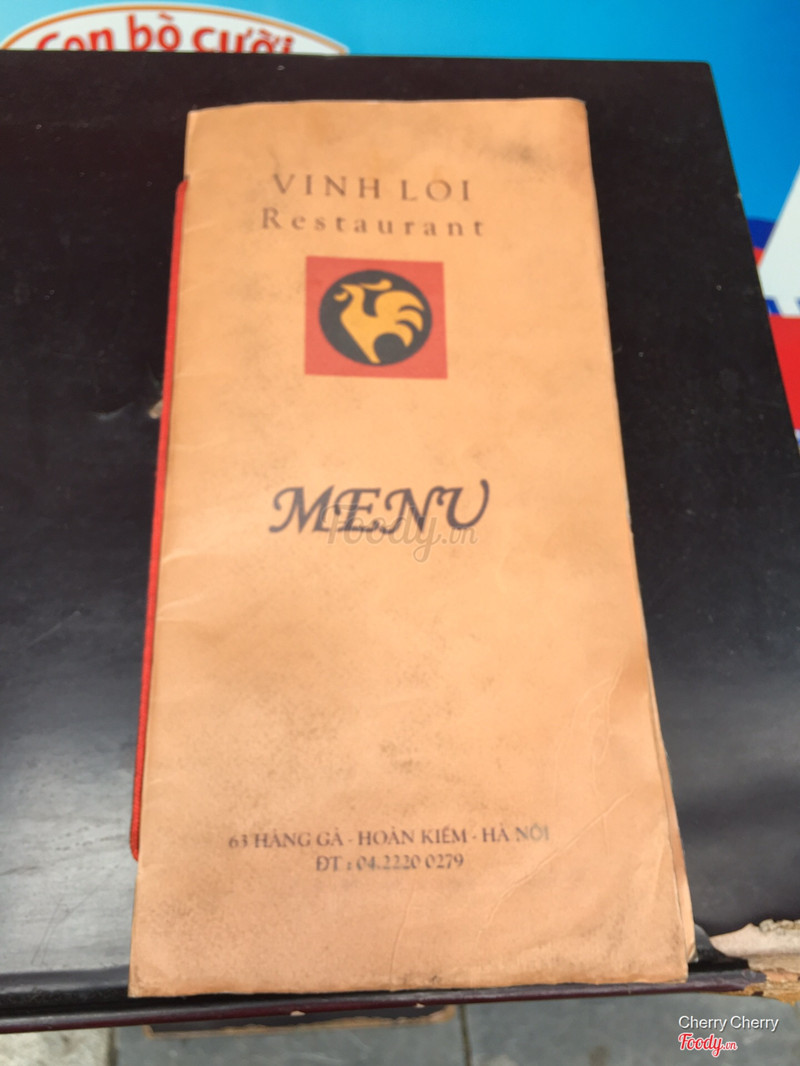 Con bò cười
VINH LOI
Restaurant
MENU
Foody.vn
63 HÀNG GÀ - HOÀN KIẾM - HÀ NỘI
ĐT : 04.2220 0279
Cherry Cherry
Foody.vn